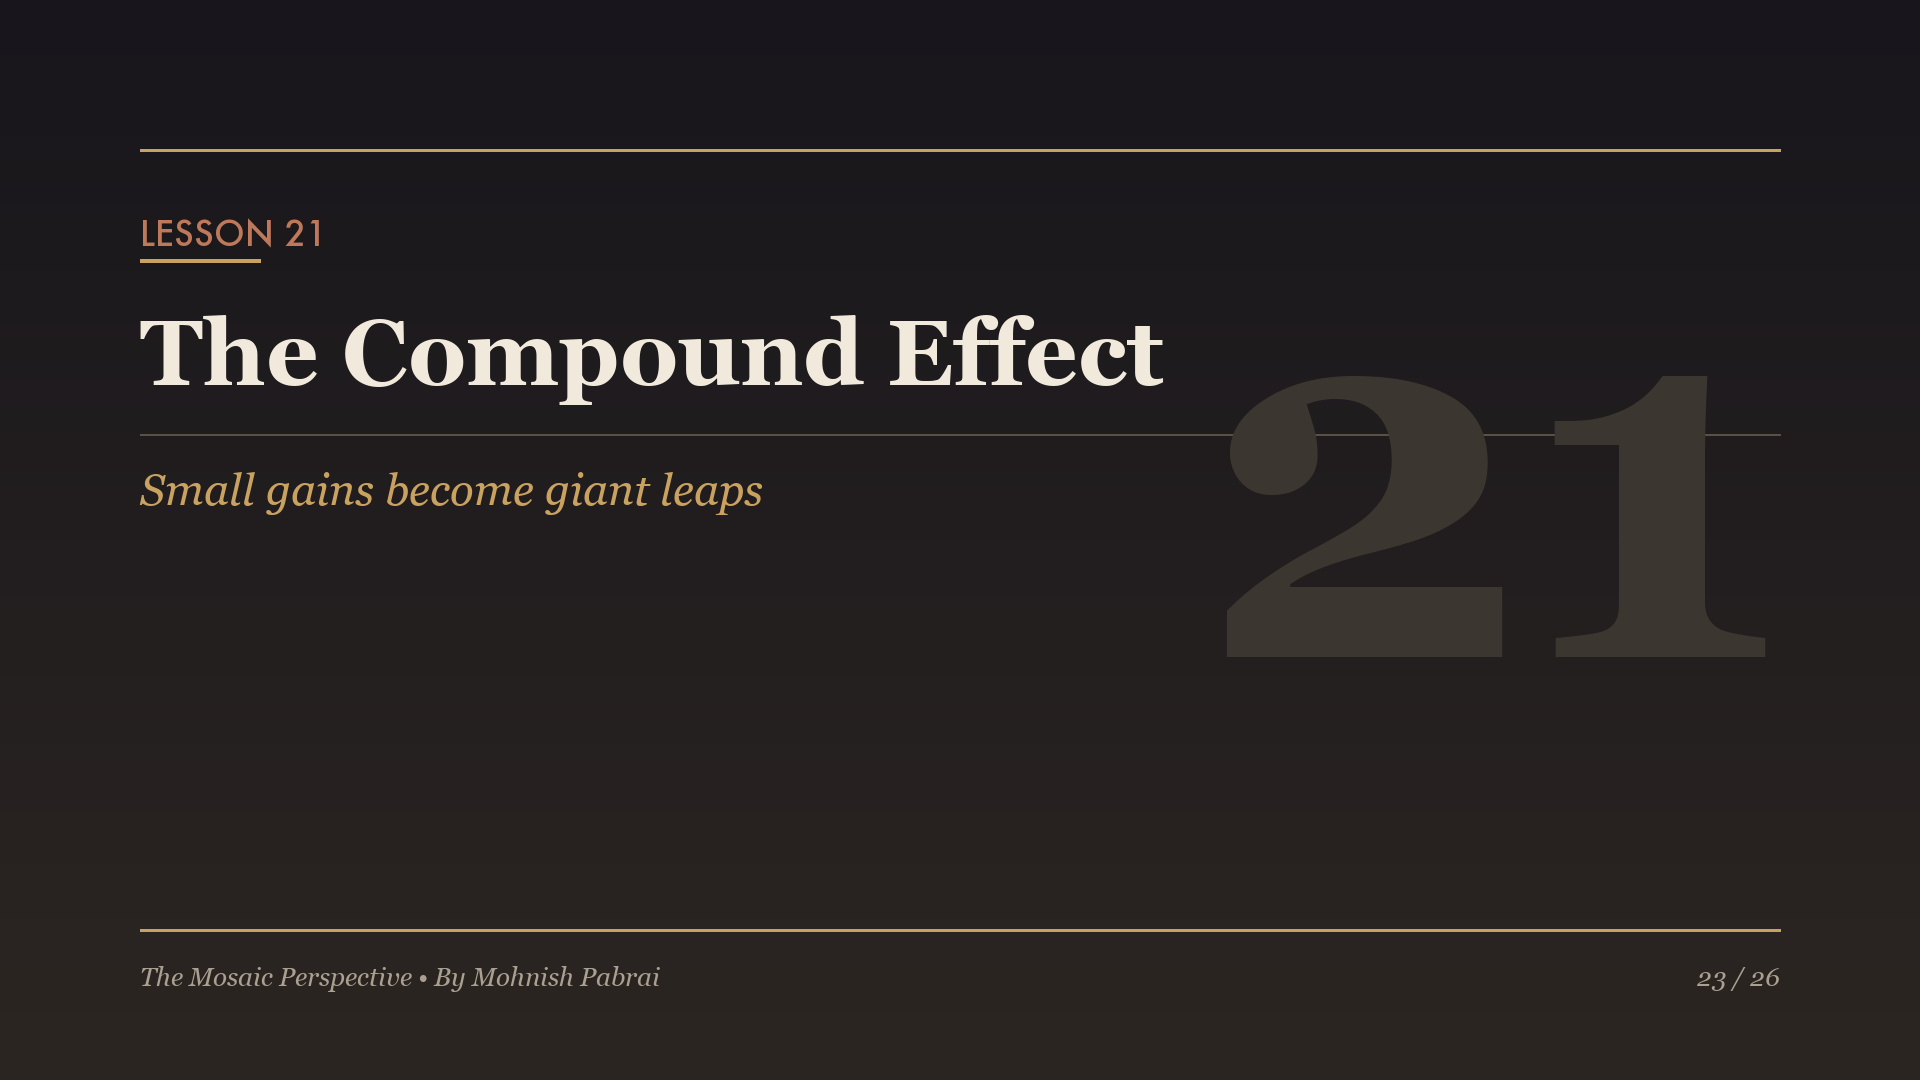 LESSON 21
The Compound Effect
Small gains become giant leaps
21
The Mosaic Perspective • By Mohnish Pabrai
23 / 26